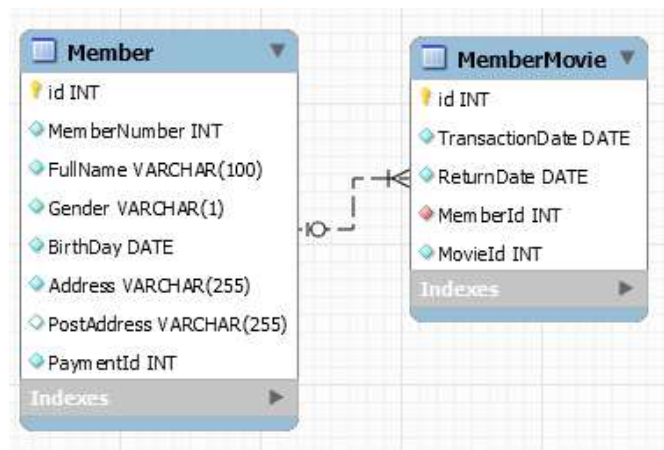 Member
id INT
MemberNumber INT
FullName VARCHAR(100)
Gender VARCHAR(1)
BirthDay DATE
Address VARCHAR(255)
PostAddress VARCHAR(255)
PaymentId INT
Indexes
MemberMovie
id INT
TransactionDate DATE
ReturnDate DATE
MemberId INT
MovieId INT
Indexes